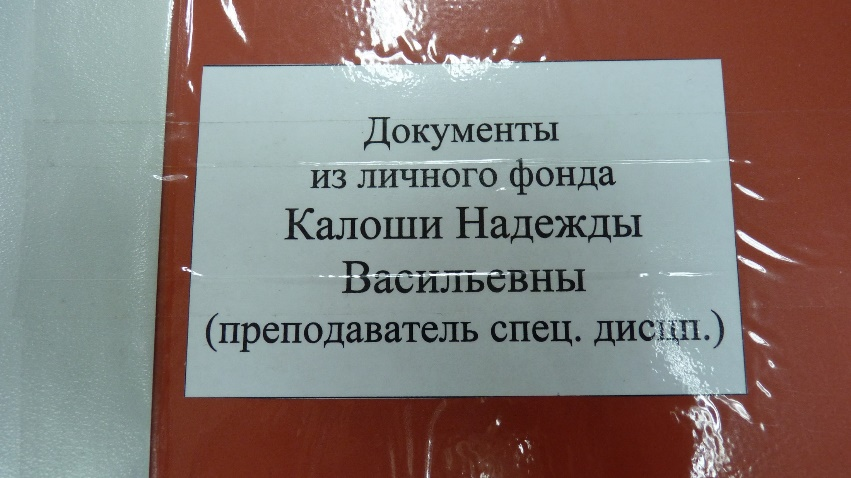 Документы
из личного фонда
Калоши Надежды
Васильевны
(преподаватель спец. дисцп.)